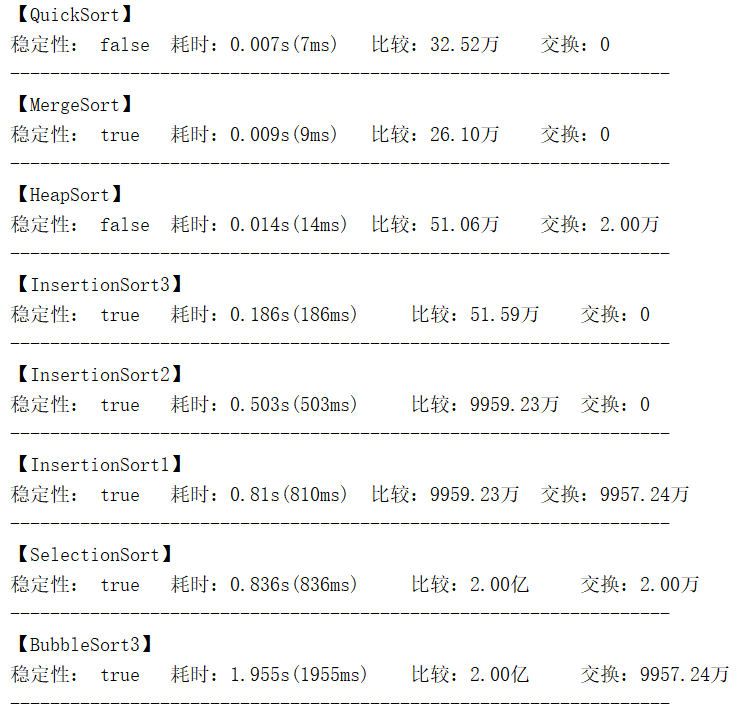 【QuickSort】
稳定性： false 耗时：0.007s(7ms) 比较：32.52万 交换：0
------------------------------------------------------------------
【MergeSort】
稳定性： true 耗时：0.009s(9ms) 比较：26.10万 交换：0
------------------------------------------------------------------
【HeapSort】
稳定性： false 耗时：0.014s(14ms) 比较：51.06万 交换：2.00万
------------------------------------------------------------------
【InsertionSort3】
稳定性： true 耗时：0.186s(186ms) 比较：51.59万 交换：0
------------------------------------------------------------------
【InsertionSort2】
稳定性： true 耗时：0.503s(503ms) 比较：9959.23万 交换：0
------------------------------------------------------------------
【InsertionSort1】
稳定性： true 耗时：0.81s(810ms) 比较：9959.23万 交换：9957.24万
------------------------------------------------------------------
【SelectionSort】
稳定性： true 耗时：0.836s(836ms) 比较：2.00亿 交换：2.00万
------------------------------------------------------------------
【BubbleSort3】
稳定性： true 耗时：1.955s(1955ms) 比较：2.00亿 交换：9957.24万
------------------------------------------------------------------